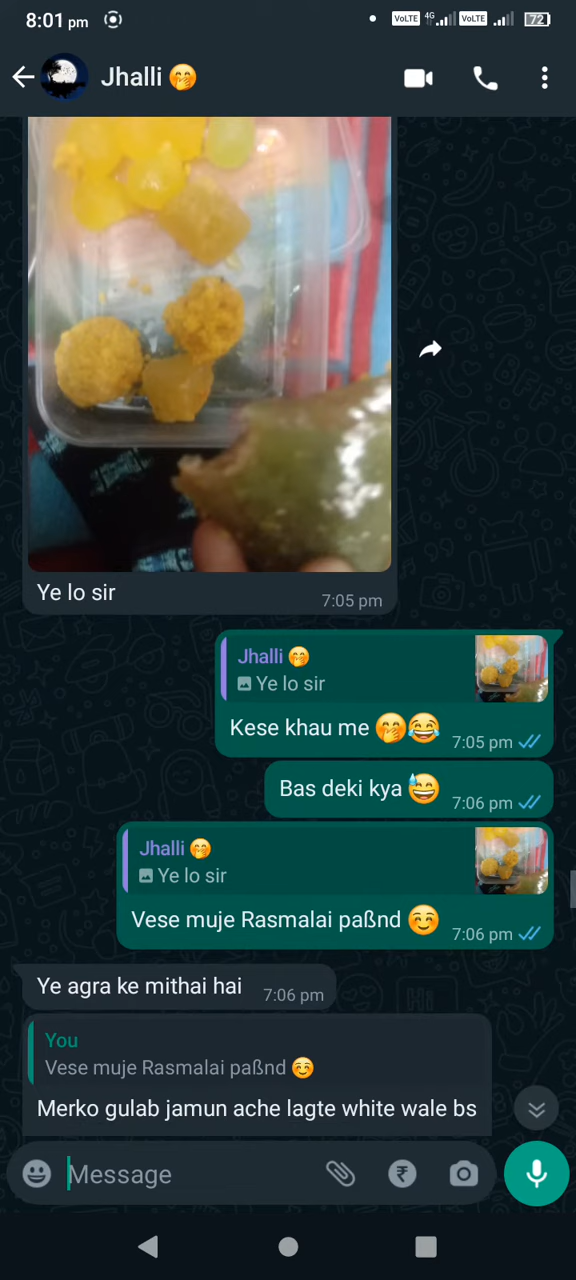 8:01 pm
VoLTE 4G VoLTE 72
Jhalli 🤭
Ye lo sir
7:05 pm
Jhalli 🤭
Ye lo sir
Kese khau me 🤭😂
7:05 pm
Bas deki kya 😅
7:06 pm
Jhalli 🤭
Ye lo sir
Vese muje Rasmalai paßnd ☺️
7:06 pm
Ye agra ke mithai hai
7:06 pm
You
Vese muje Rasmalai paßnd ☺️
Merko gulab jamun ache lagte white wale bs
Message